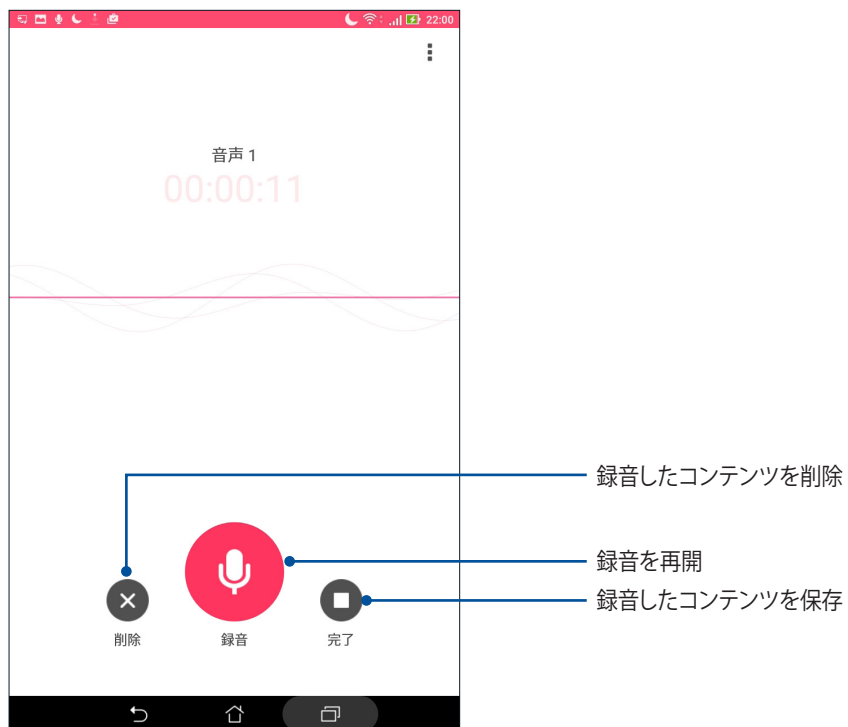 22:00
音声 1
00:00:11
録音したコンテンツを削除
録音を再開
録音したコンテンツを保存
削除
録音
完了